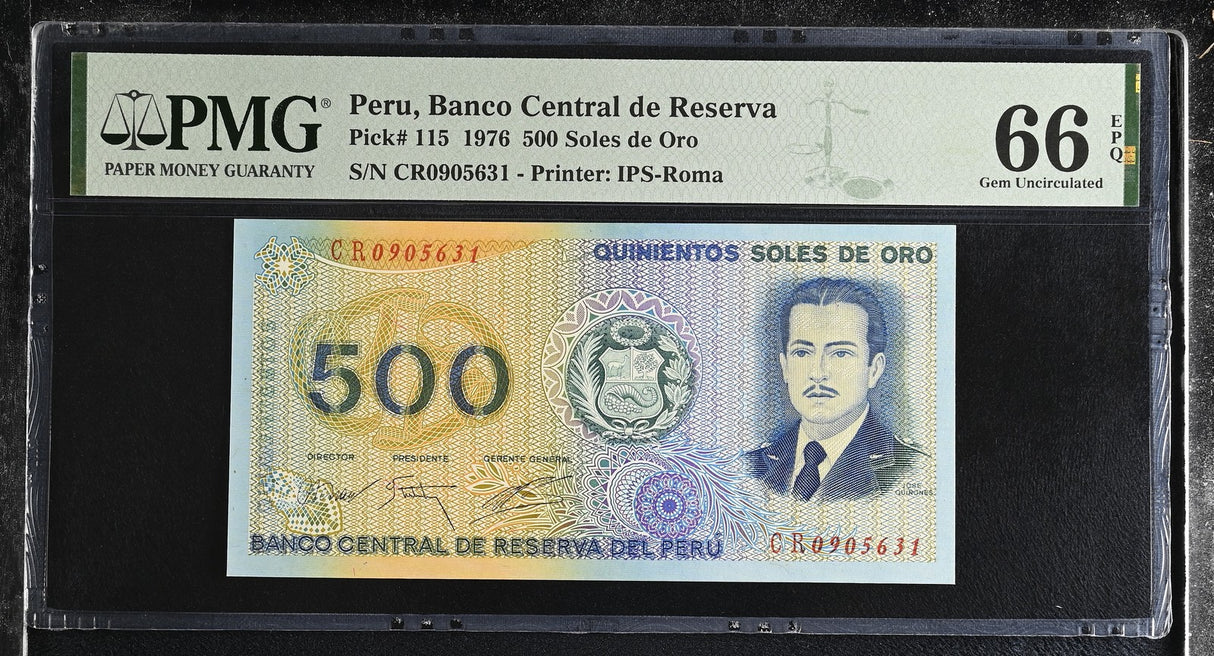 PMG®
PAPER MONEY GUARANTY
Peru, Banco Central de Reserva
Pick# 115 1976 500 Soles de Oro
S/N CR0905631 - Printer: IPS-Roma
66 EPQ
Gem Uncirculated
CR0905631
QUINIENTOS SOLES DE ORO
500
DIRECTOR PRESIDENTE GERENTE GENERAL
JOSE
QUIÑONES
BANCO CENTRAL DE RESERVA DEL PERÚ
CR0905631